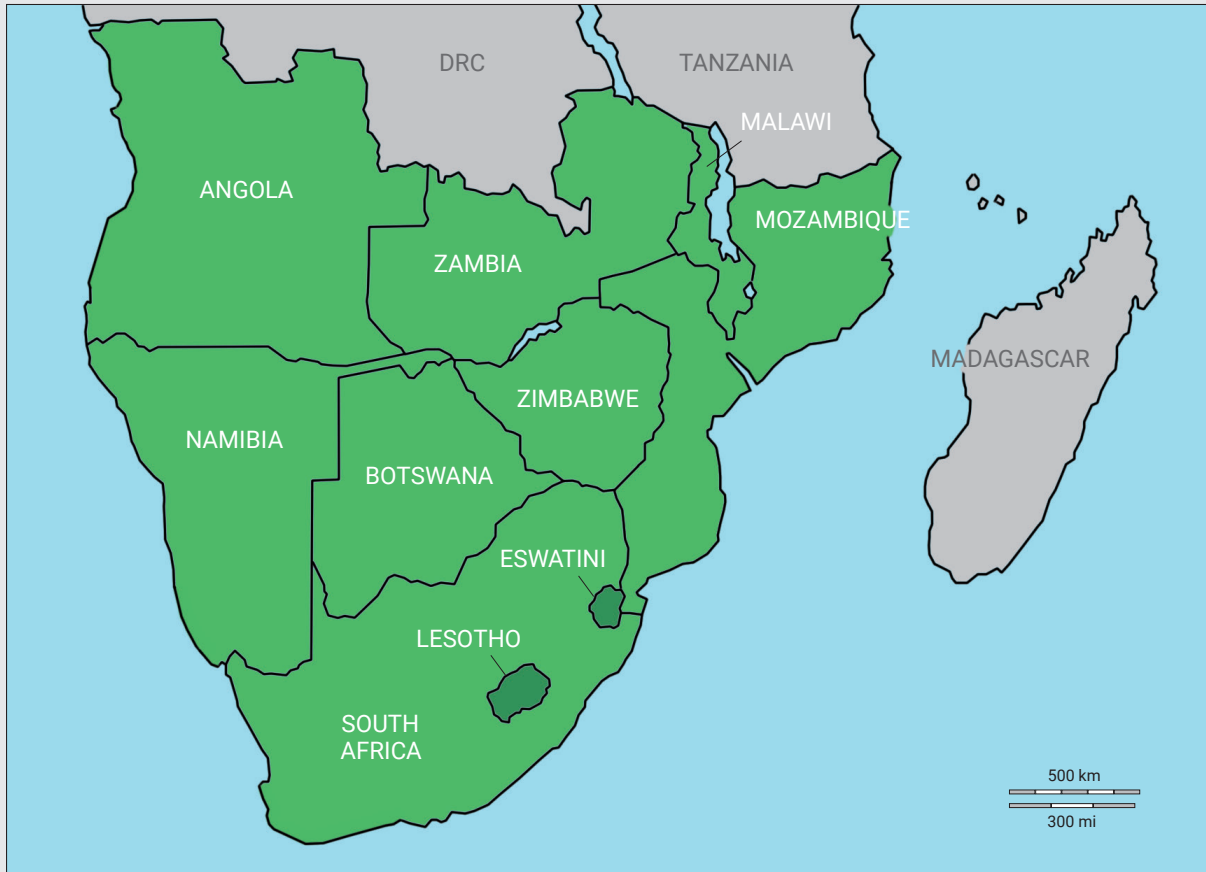 DRC
TANZANIA
MALAWI
ANGOLA
MOZAMBIQUE
ZAMBIA
MADAGASCAR
ZIMBABWE
NAMIBIA
BOTSWANA
ESWATINI
LESOTHO
SOUTH
AFRICA
500 km
300 mi